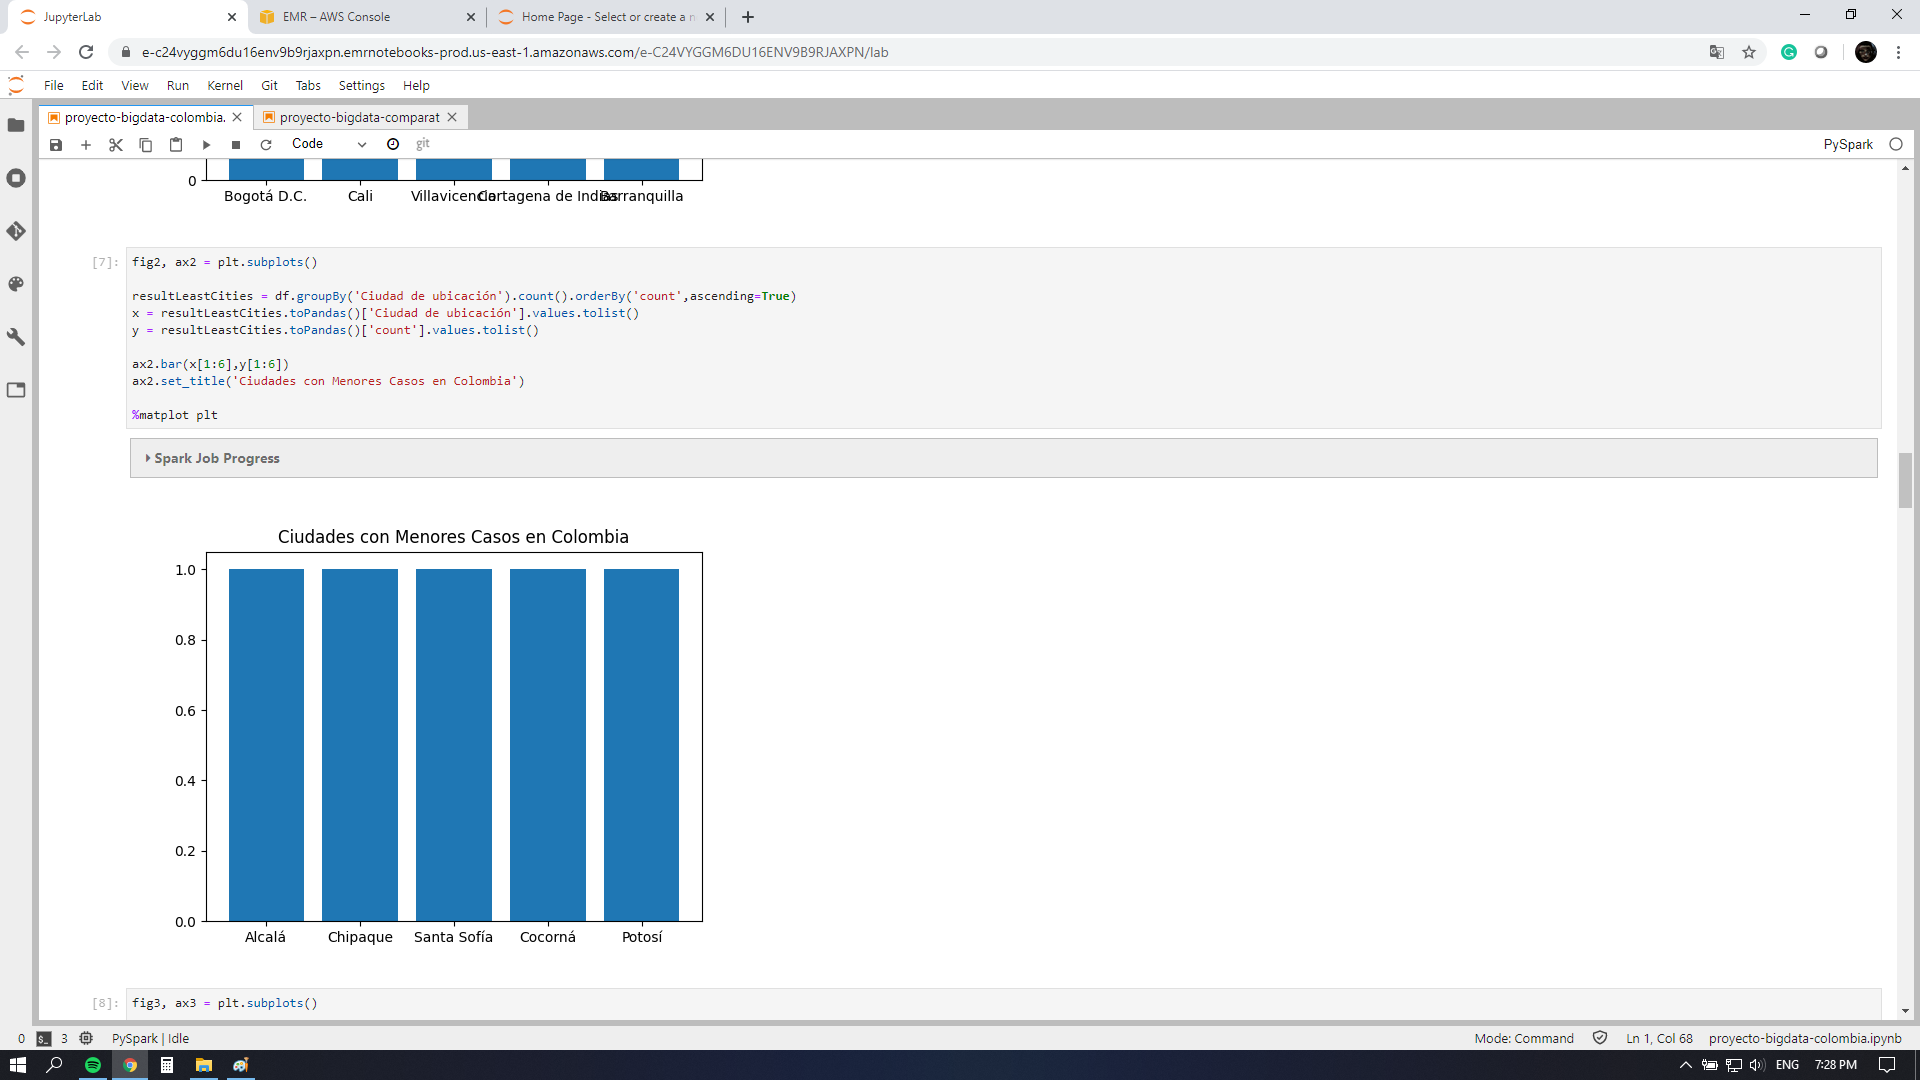 JupyterLab
EMR – AWS Console
Home Page - Select or create a n
e-c24vyggm6du16env9b9rjaxpn.emrnotebooks-prod.us-east-1.amazonaws.com/e-C24VYGGM6DU16ENV9B9RJAXPN/lab
File Edit View Run Kernel Git Tabs Settings Help
proyecto-bigdata-colombia.
proyecto-bigdata-comparat
Code
git
PySpark
0
Bogotá D.C. Cali Villavicencio Cartagena de Indias Barranquilla
[7]:
fig2, ax2 = plt.subplots()
resultLeastCities = df.groupBy('Ciudad de ubicación').count().orderBy('count',ascending=True)
x = resultLeastCities.toPandas()['Ciudad de ubicación'].values.tolist()
y = resultLeastCities.toPandas()['count'].values.tolist()
ax2.bar(x[1:6],y[1:6])
ax2.set_title('Ciudades con Menores Casos en Colombia')
%matplot plt
Spark Job Progress
Ciudades con Menores Casos en Colombia
1.0
0.8
0.6
0.4
0.2
0.0
Alcalá Chipaque Santa Sofía Cocorná Potosí
[8]:
fig3, ax3 = plt.subplots()
0 $_ 3 PySpark | Idle
Mode: Command
Ln 1, Col 68
proyecto-bigdata-colombia.ipynb
ENG
7:28 PM